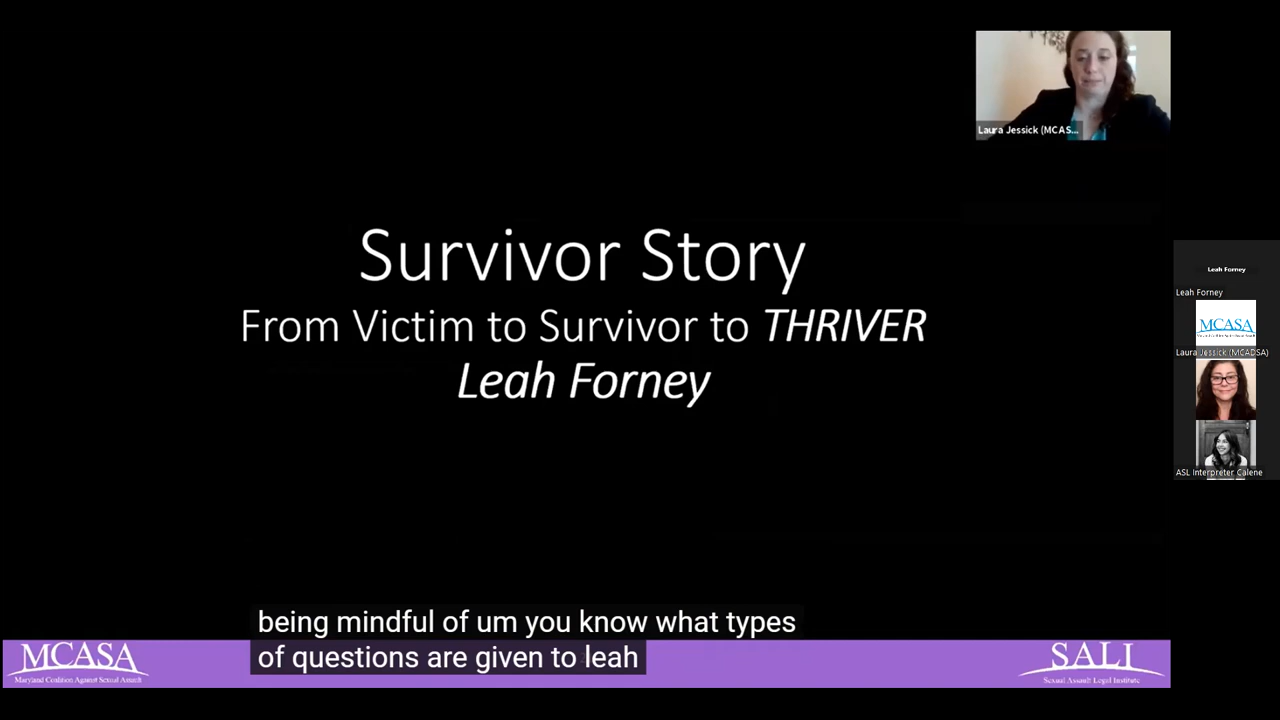 Laura Jessick (MCAS...
Survivor Story
From Victim to Survivor to THRIVER
Leah Forney
Leah Forney
Leah Forney
MCASA
Laura Jessick (MCADSA)
ASL Interpreter Calene
being mindful of um you know what types
of questions are given to leah
MCASA
Maryland Coalition Against Sexual Assault
SALI
Sexual Assault Legal Institute